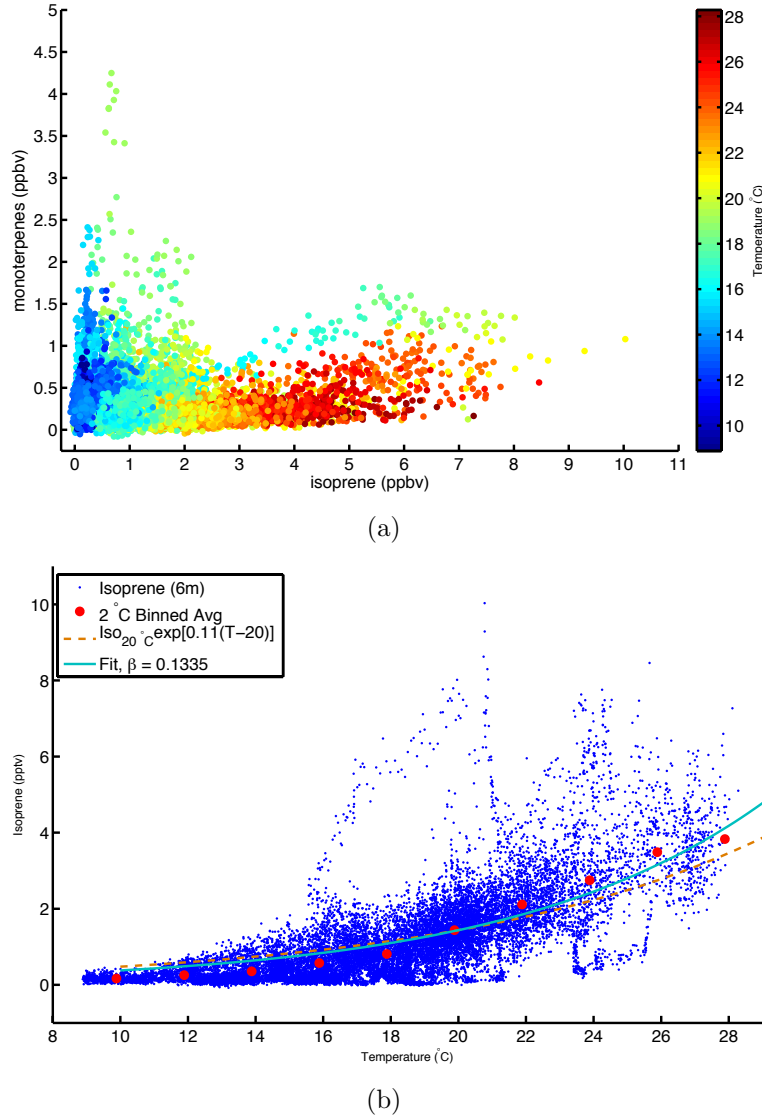 5
4.5
4
3.5
3
2.5
2
1.5
1
0.5
0
monoterpenes (ppbv)
0 1 2 3 4 5 6 7 8 9 10 11
isoprene (ppbv)
28
26
24
22
20
18
16
14
12
10
Temperature (°C)
(a)
Isoprene (6m)
2 °C Binned Avg
Iso20 °C exp[0.11(T−20)]
Fit, β = 0.1335
10
8
6
4
2
0
Isoprene (pptv)
8 10 12 14 16 18 20 22 24 26 28
Temperature (°C)
(b)